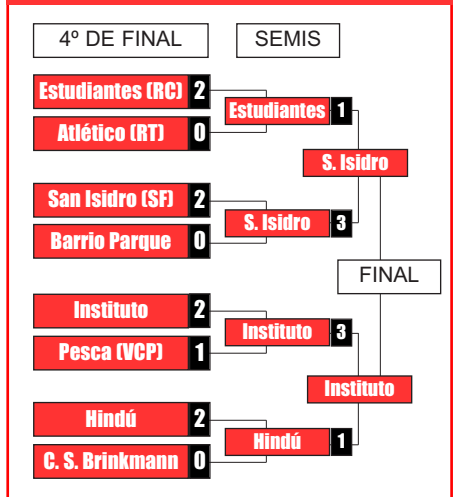 4º DE FINAL SEMIS
Estudiantes (RC) 2
Atlético (RT) 0
Estudiantes 1
San Isidro (SF) 2
Barrio Parque 0
S. Isidro 3
S. Isidro
FINAL
Instituto 2
Pesca (VCP) 1
Instituto 3
Hindú 2
C. S. Brinkmann 0
Hindú 1
Instituto